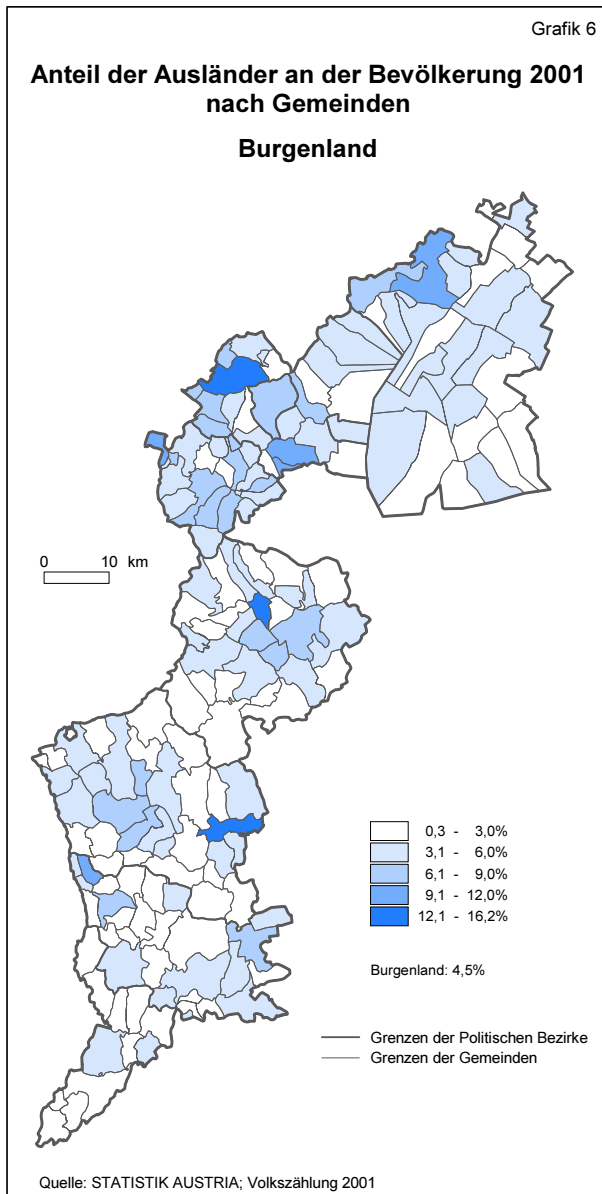 Grafik 6
Anteil der Ausländer an der Bevölkerung 2001
nach Gemeinden
Burgenland
0 10 km
0,3 - 3,0%
3,1 - 6,0%
6,1 - 9,0%
9,1 - 12,0%
12,1 - 16,2%
Burgenland: 4,5%
Grenzen der Politischen Bezirke
Grenzen der Gemeinden
Quelle: STATISTIK AUSTRIA; Volkszählung 2001